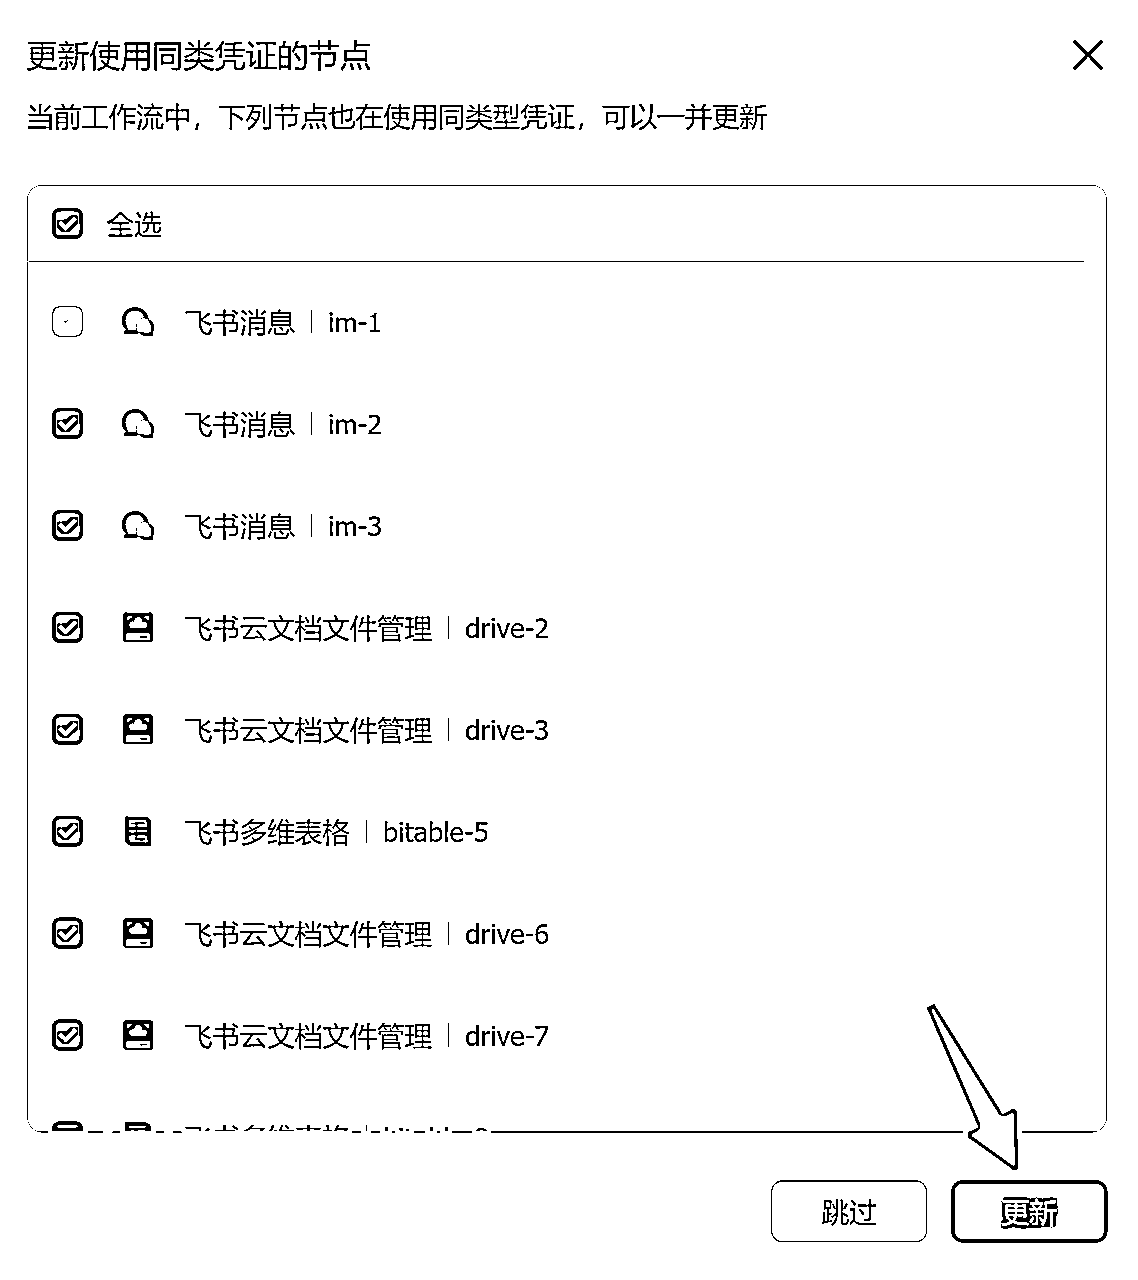 更新使用同类凭证的节点
当前工作流中，下列节点也在使用同类型凭证，可以一并更新
全选
飞书消息 | im-1
飞书消息 | im-2
飞书消息 | im-3
飞书云文档文件管理 | drive-2
飞书云文档文件管理 | drive-3
飞书多维表格 | bitable-5
飞书云文档文件管理 | drive-6
飞书云文档文件管理 | drive-7
跳过
更新